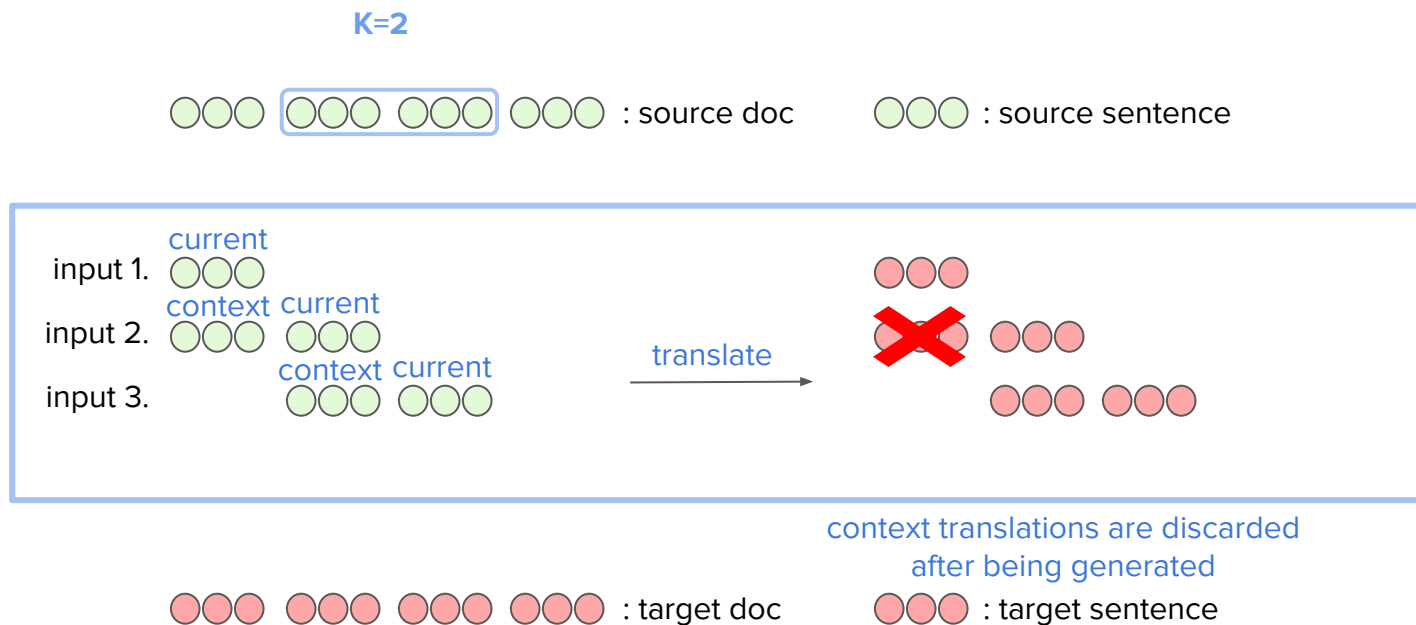 K=2
: source doc
: source sentence
current
input 1.
context current
input 2.
context current
input 3.
translate
context translations are discarded
after being generated
: target doc
: target sentence